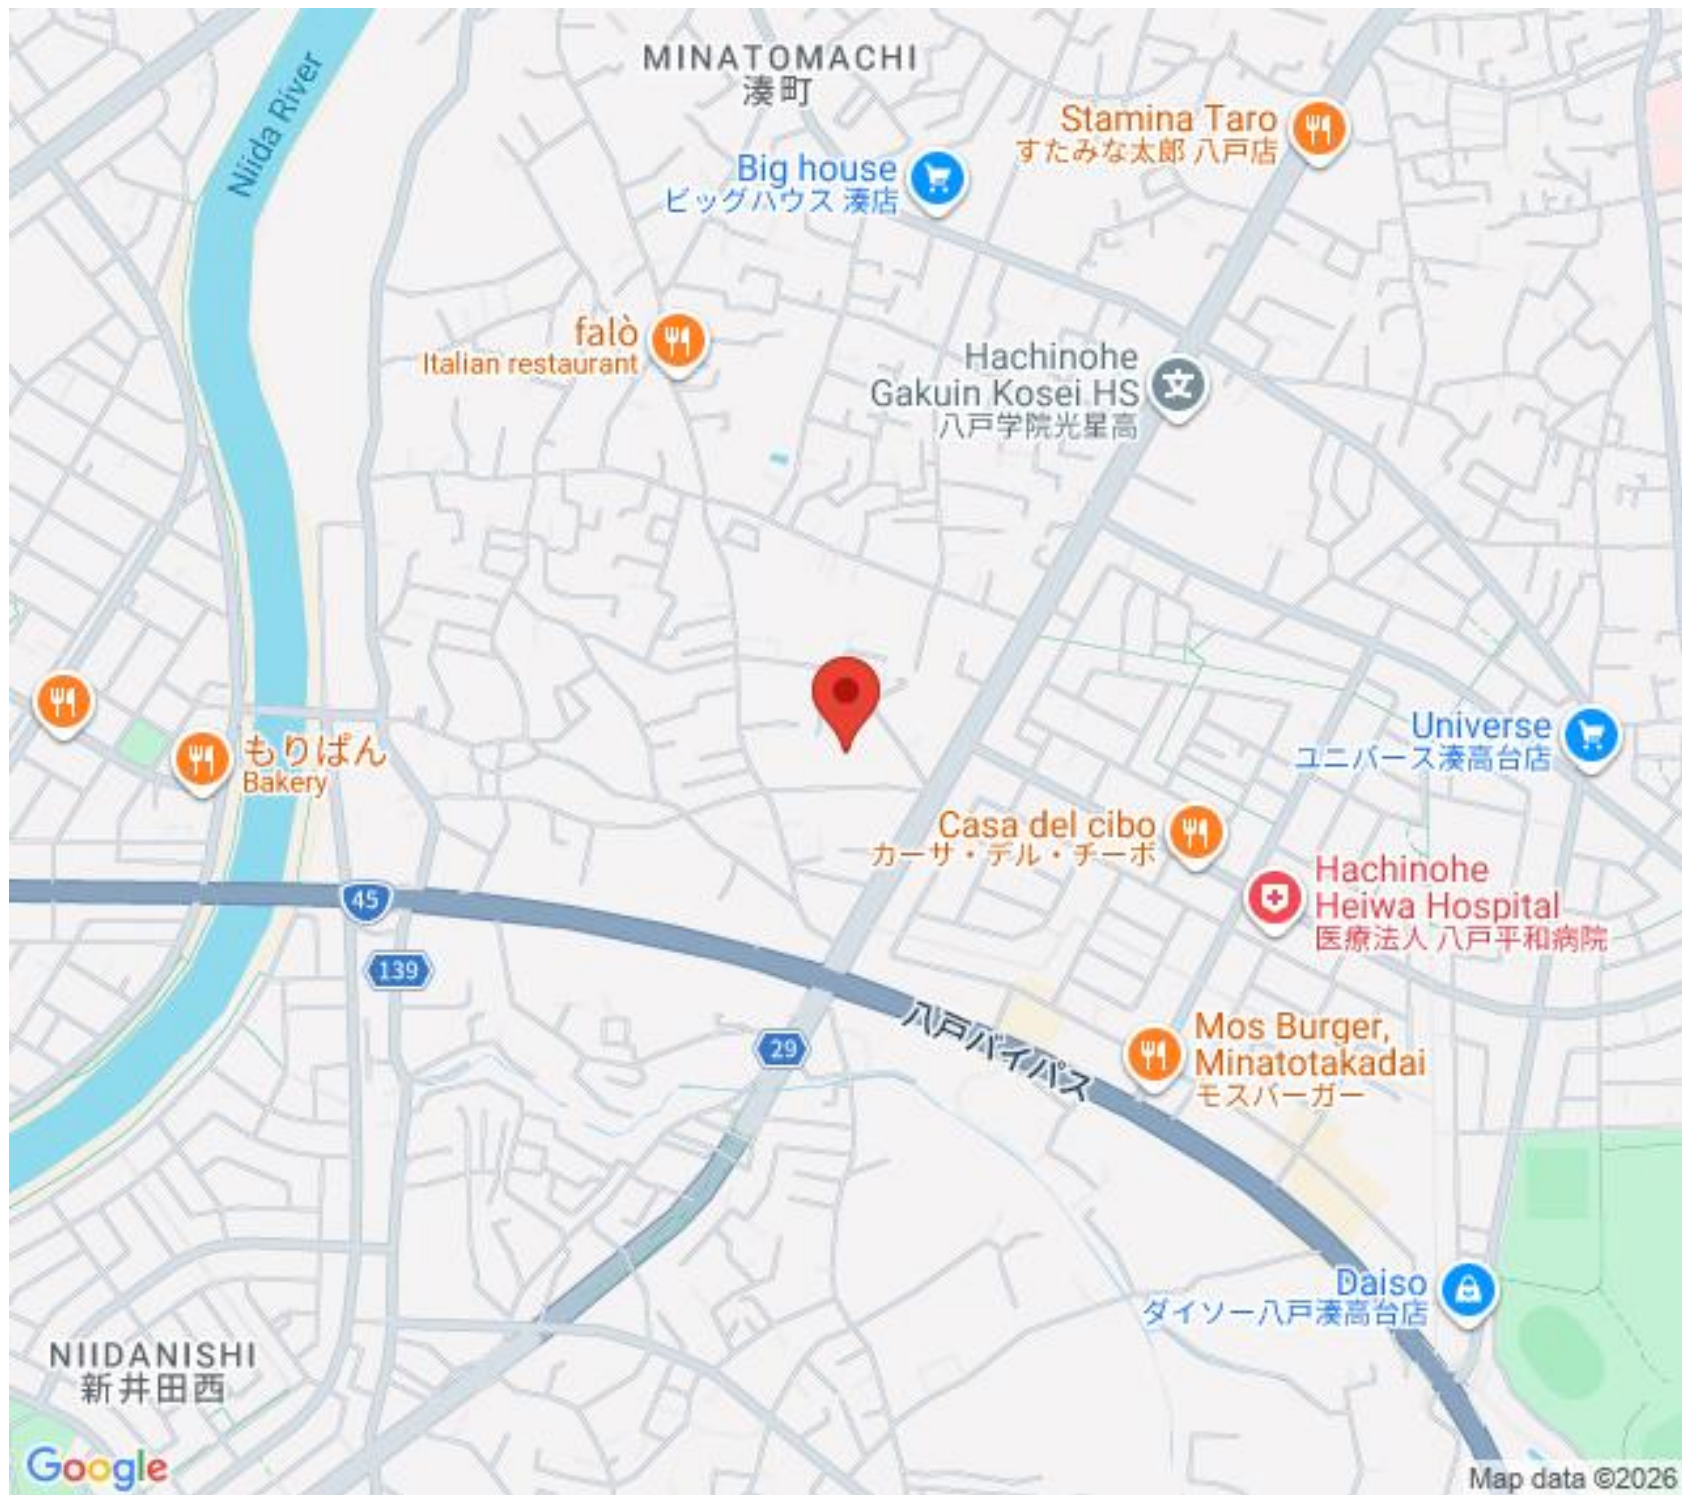 MINATOMACHI
湊町
Niida River
Stamina Taro
すたみな太郎 八戸店
Big house
ビッグハウス 湊店
falò
Italian restaurant
Hachinohe
Gakuin Kosei HS
八戸学院光星高
Universe
ユニバース湊高台店
もりぱん
Bakery
Casa del cibo
カーサ・デル・チーボ
Hachinohe
Heiwa Hospital
医療法人 八戸平和病院
45
139
八戸バイパス
29
Mos Burger,
Minatotakadai
モスバーガー
Daiso
ダイソー八戸湊高台店
NIIDANISHI
新井田西
Google
Map data ©2026